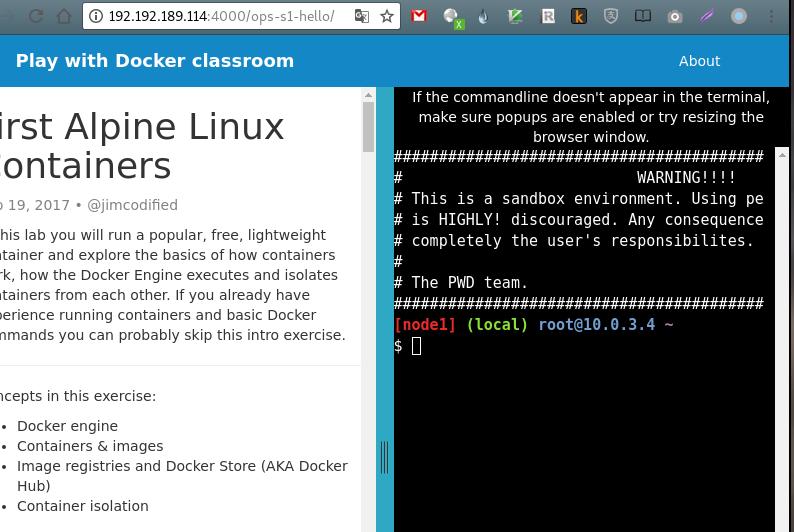 192.192.189.114:4000/ops-s1-hello/
Play with Docker classroom
About
irst Alpine Linux
ontainers
19, 2017 • @jimcodified
his lab you will run a popular, free, lightweight
tainer and explore the basics of how containers
rk, how the Docker Engine executes and isolates
tainers from each other. If you already have
perience running containers and basic Docker
mmands you can probably skip this intro exercise.
ncepts in this exercise:
• Docker engine
• Containers & images
• Image registries and Docker Store (AKA Docker
Hub)
• Container isolation
If the commandline doesn't appear in the terminal,
make sure popups are enabled or try resizing the
browser window.
#########################################
# WARNING!!!!
# This is a sandbox environment. Using pe
# is HIGHLY! discouraged. Any consequence
# completely the user's responsibilites.
#
# The PWD team.
#########################################
[node1] (local) root@10.0.3.4 ~
$